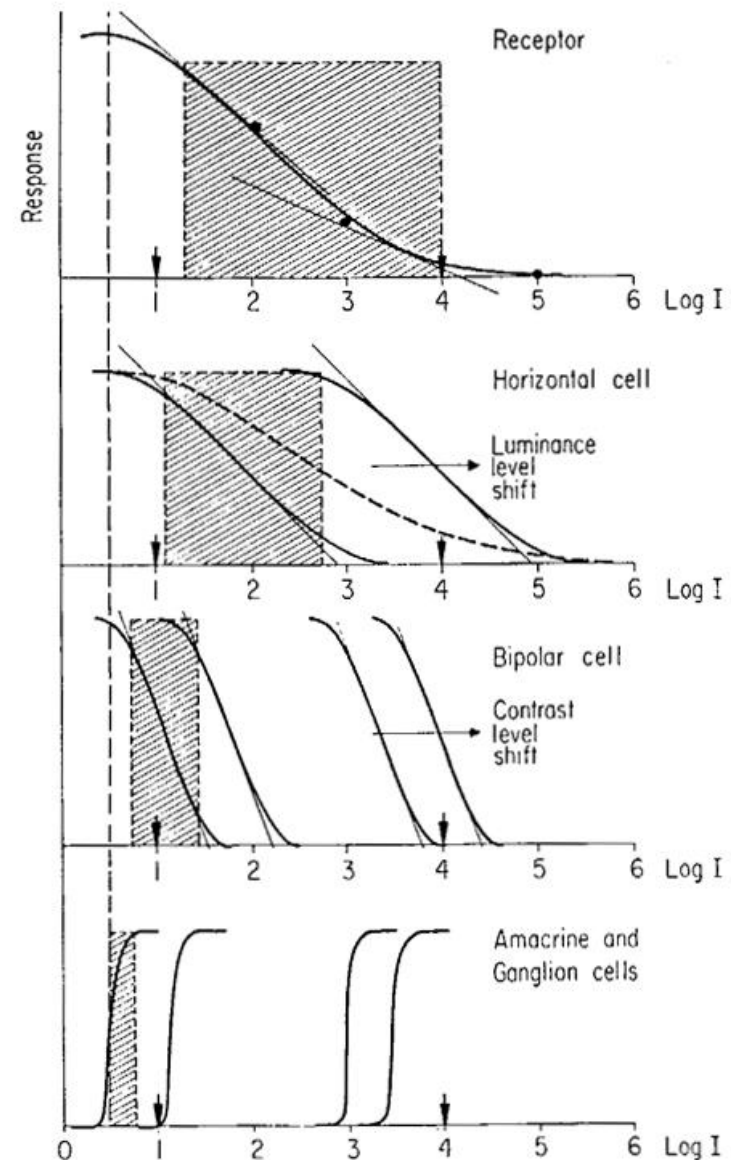 Receptor
Response
1 2 3 4 5 6 Log I
Horizontal cell
Luminance
level
shift
1 2 3 4 5 6 Log I
Bipolar cell
Contrast
level
shift
1 2 3 4 5 6 Log I
Amacrine and
Ganglion cells
0 1 2 3 4 5 6 Log I